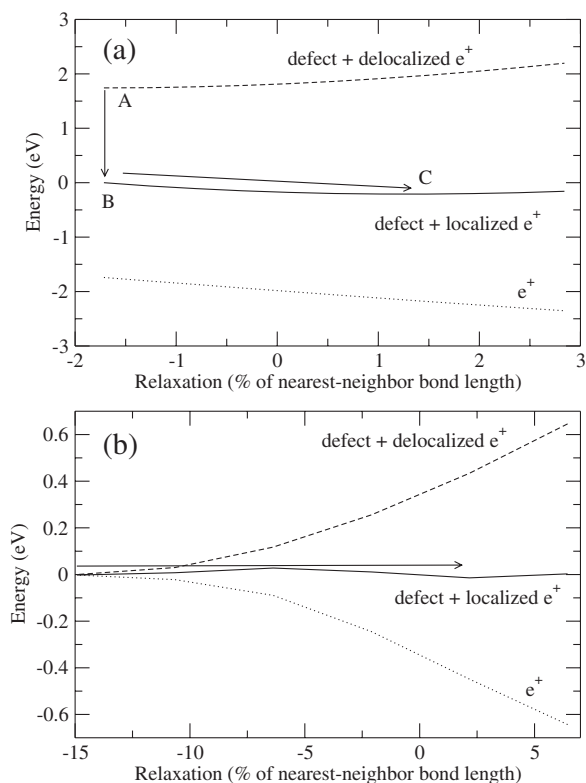 (a)
defect + delocalized e+
A
B
C
defect + localized e+
e+
Energy (eV)
3
2
1
0
-1
-2
-3
-2 -1 0 1 2 3
Relaxation (% of nearest-neighbor bond length)
(b)
defect + delocalized e+
defect + localized e+
e+
Energy (eV)
0.6
0.4
0.2
0
-0.2
-0.4
-0.6
-15 -10 -5 0 5
Relaxation (% of nearest-neighbor bond length)